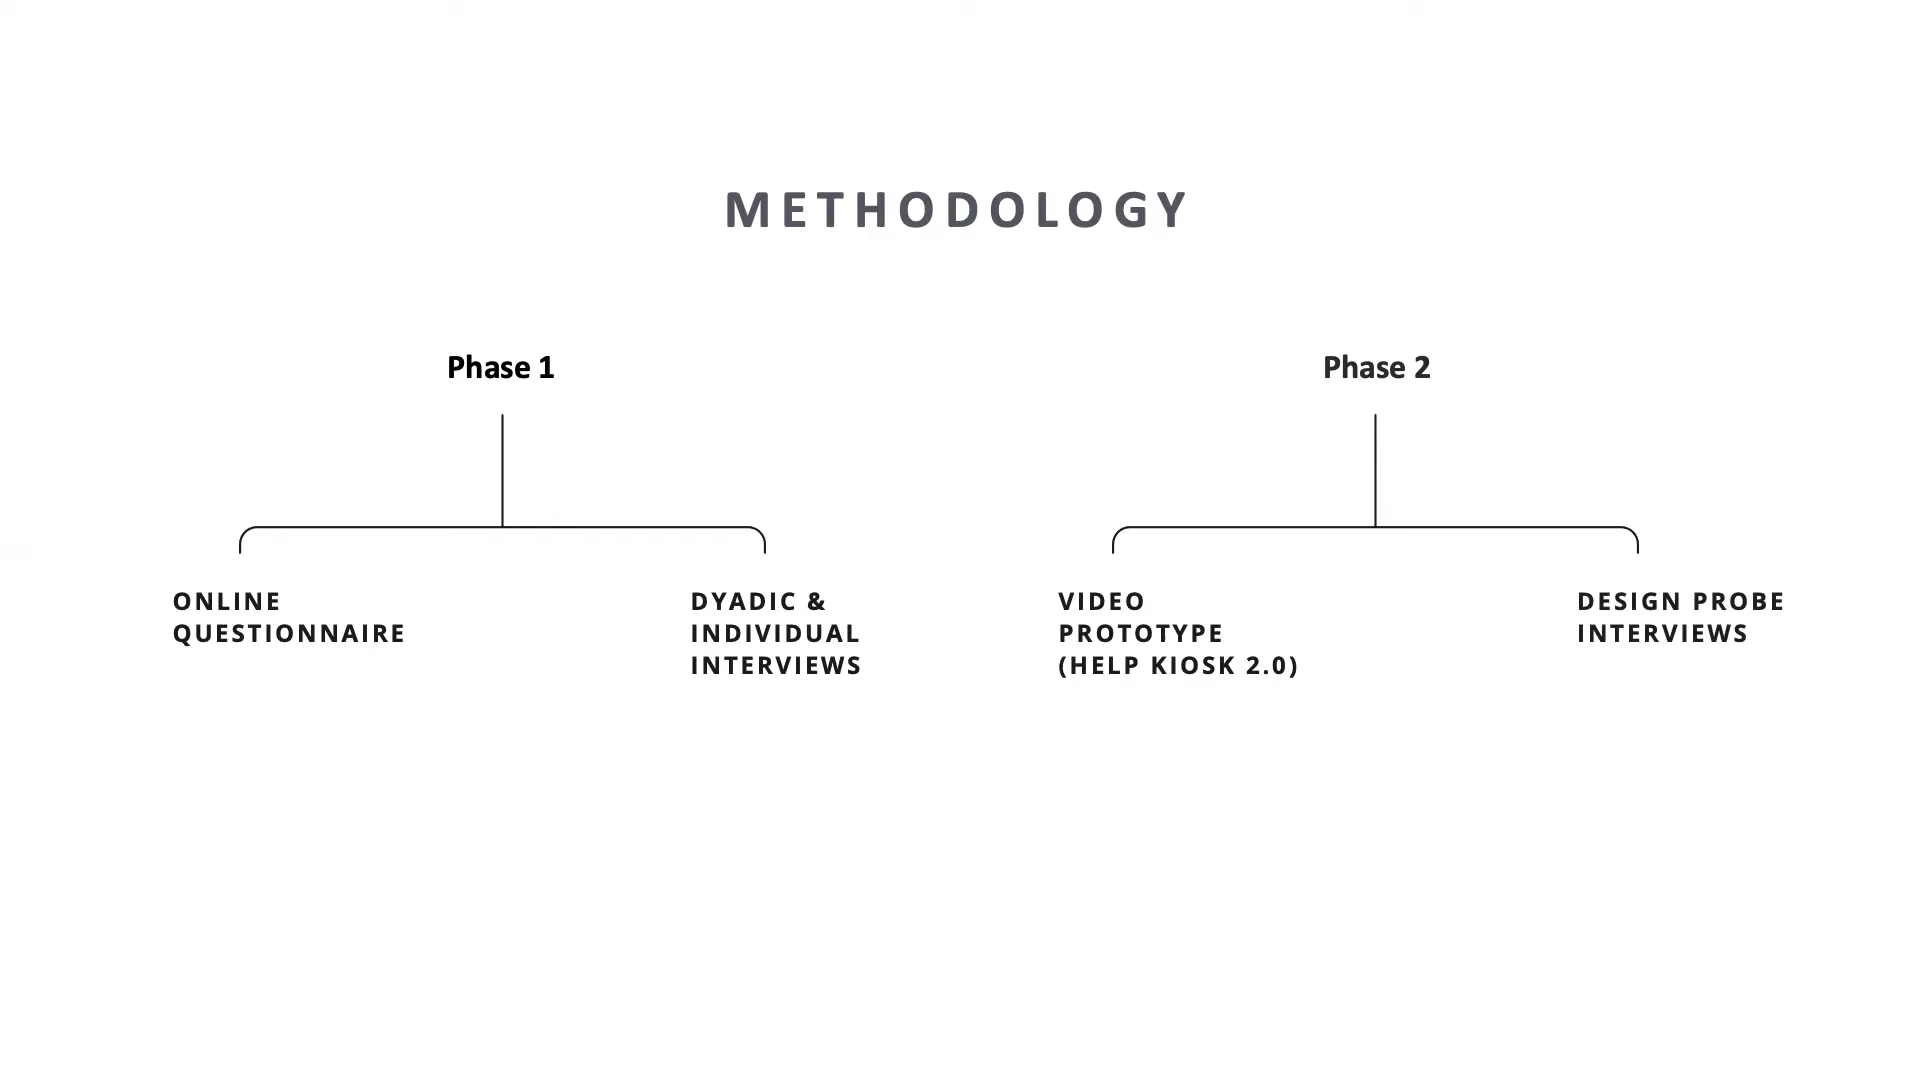 METHODOLOGY
Phase 1
Phase 2
ONLINE
QUESTIONNAIRE
DYADIC &
INDIVIDUAL
INTERVIEWS
VIDEO
PROTOTYPE
(HELP KIOSK 2.0)
DESIGN PROBE
INTERVIEWS